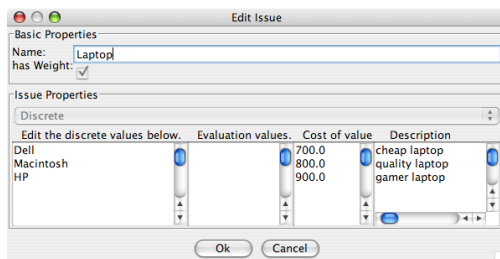 Edit Issue
Basic Properties
Name: Laptop
has Weight:
Issue Properties
Discrete
Edit the discrete values below. Evaluation values. Cost of value Description
Dell 700.0 cheap laptop
Macintosh 800.0 quality laptop
HP 900.0 gamer laptop
Ok Cancel